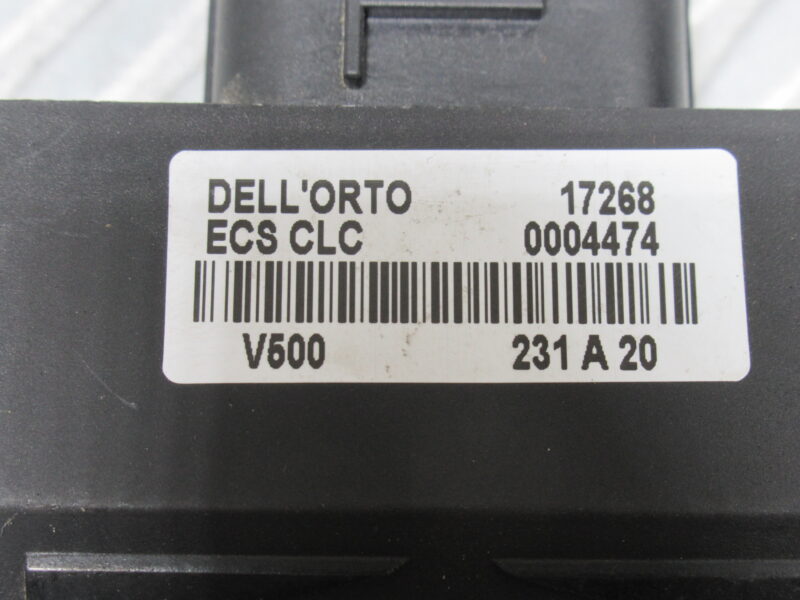 DELL'ORTO 17268
ECS CLC 0004474
V500 231 A 20